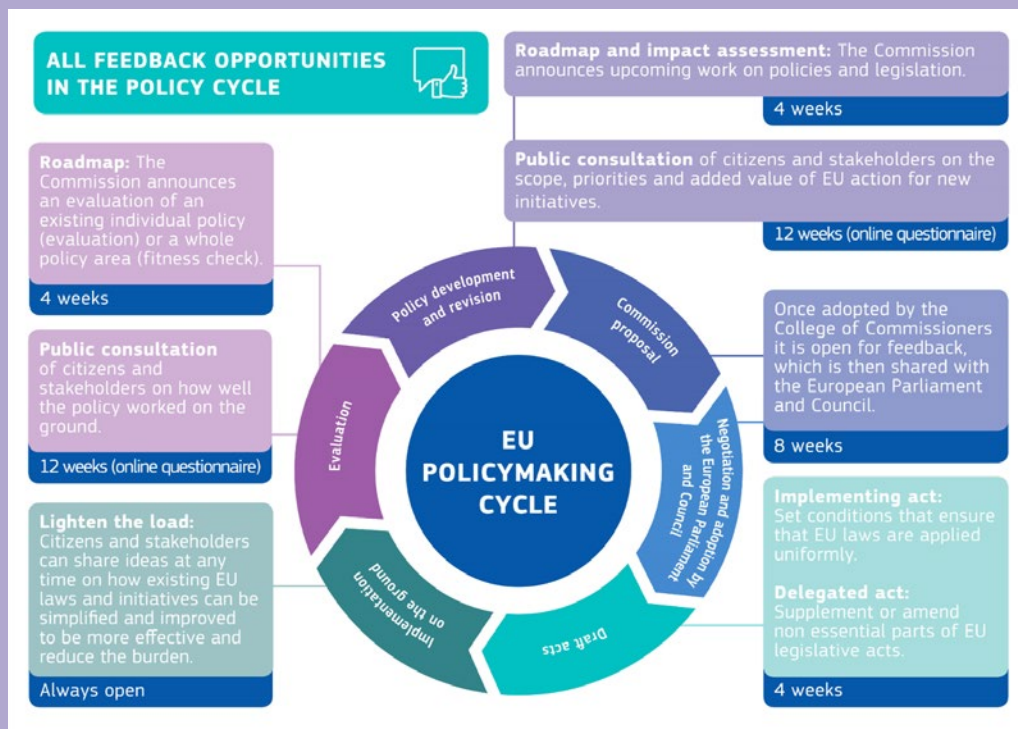 ALL FEEDBACK OPPORTUNITIES
IN THE POLICY CYCLE
Roadmap and impact assessment: The Commission
announces upcoming work on policies and legislation.
4 weeks
Public consultation of citizens and stakeholders on the
scope, priorities and added value of EU action for new
initiatives.
12 weeks (online questionnaire)
Roadmap: The
Commission announces
an evaluation of an
existing individual policy
(evaluation) or a whole
policy area (fitness check).
4 weeks
Public consultation
of citizens and
stakeholders on how well
the policy worked on the
ground.
12 weeks (online questionnaire)
Lighten the load:
Citizens and stakeholders
can share ideas at any
time on how existing EU
laws and initiatives can be
simplified and improved
to be more effective and
reduce the burden.
Always open
Policy development
and revision
Commission
proposal
Negotiation and adoption by
the European Parliament
and Council
Draft acts
Implementation
on the ground
Evaluation
EU
POLICYMAKING
CYCLE
Once adopted by the
College of Commissioners
it is open for feedback,
which is then shared with
the European Parliament
and Council.
8 weeks
Implementing act:
Set conditions that ensure
that EU laws are applied
uniformly.
Delegated act:
Supplement or amend
non essential parts of EU
legislative acts.
4 weeks